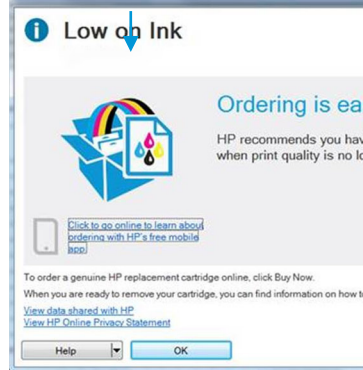 Low on Ink
Ordering is ea
HP recommends you hav
when print quality is no lo
Click to go online to learn about
ordering with HP's free mobile
app
To order a genuine HP replacement cartridge online, click Buy Now.
When you are ready to remove your cartridge, you can find information on how t
View data shared with HP
View HP Online Privacy Statement
Help
OK